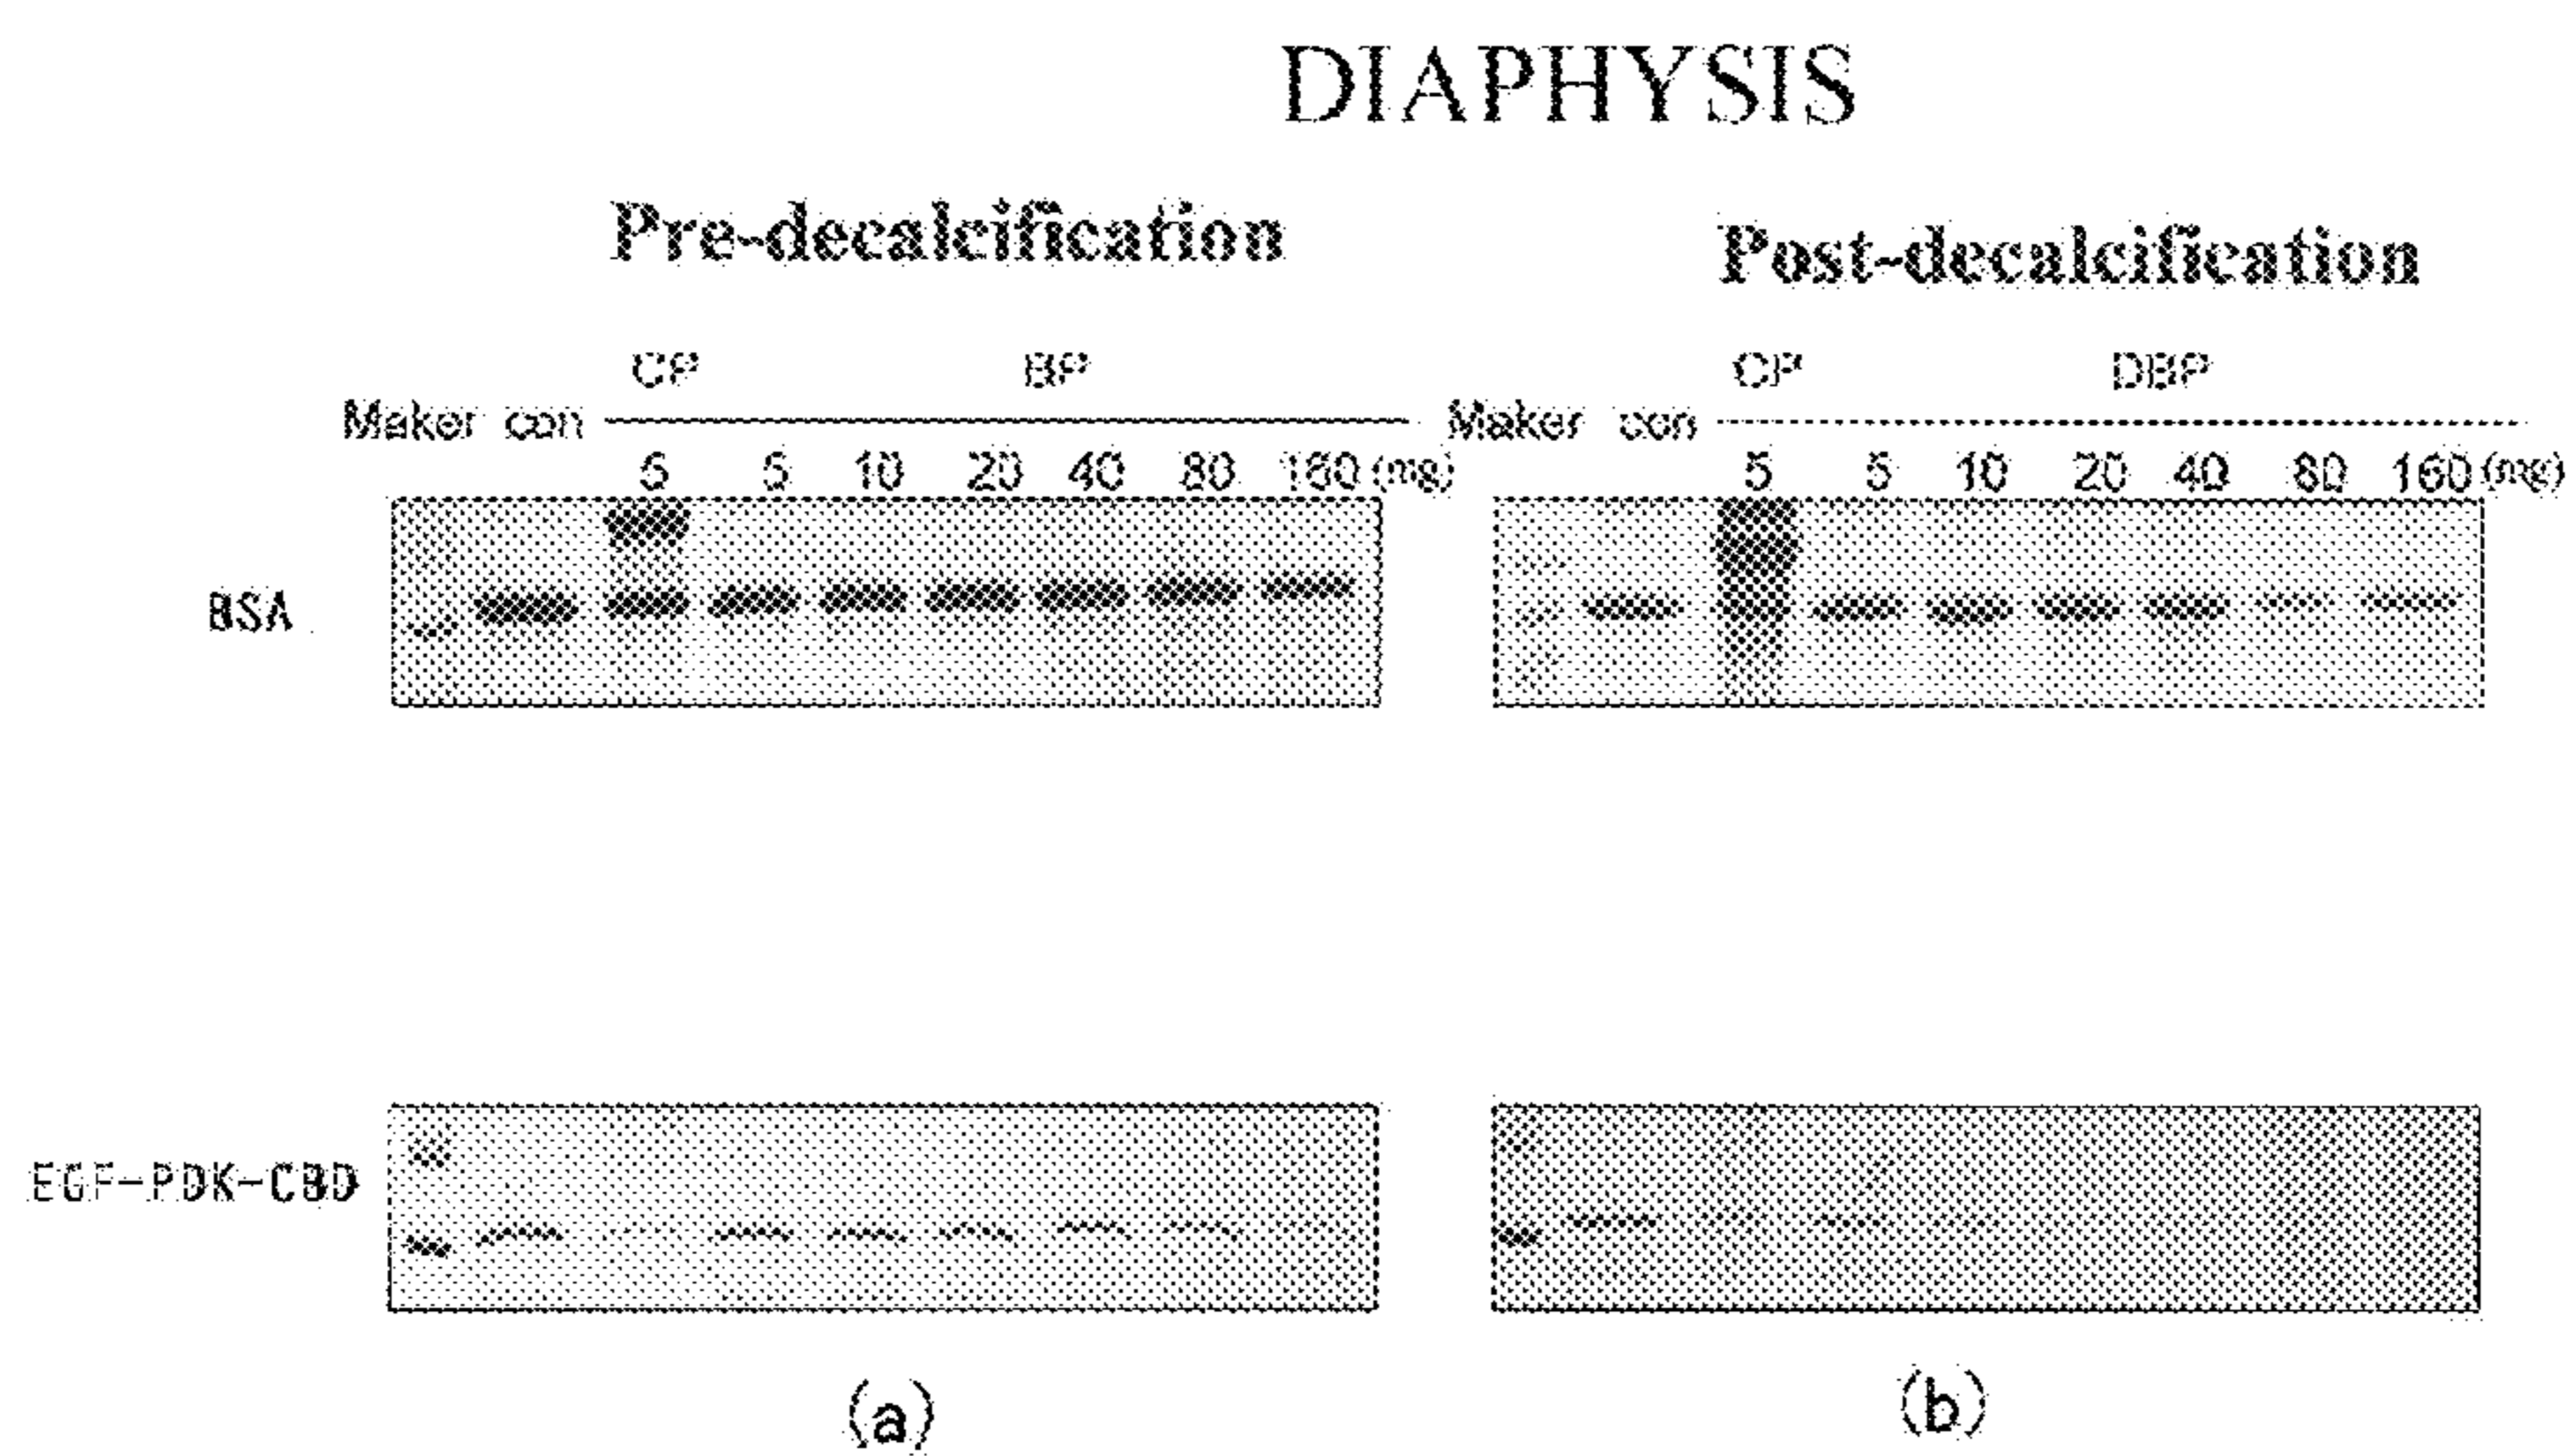 DIAPHYSIS
Pre-decalcification Post-decalcification
CP BP CP DBP
Maker con Maker con
5 5 10 20 40 80 160 (mg) 5 5 10 20 40 80 160 (mg)
BSA
EGF-PDK-CBD
(a) (b)